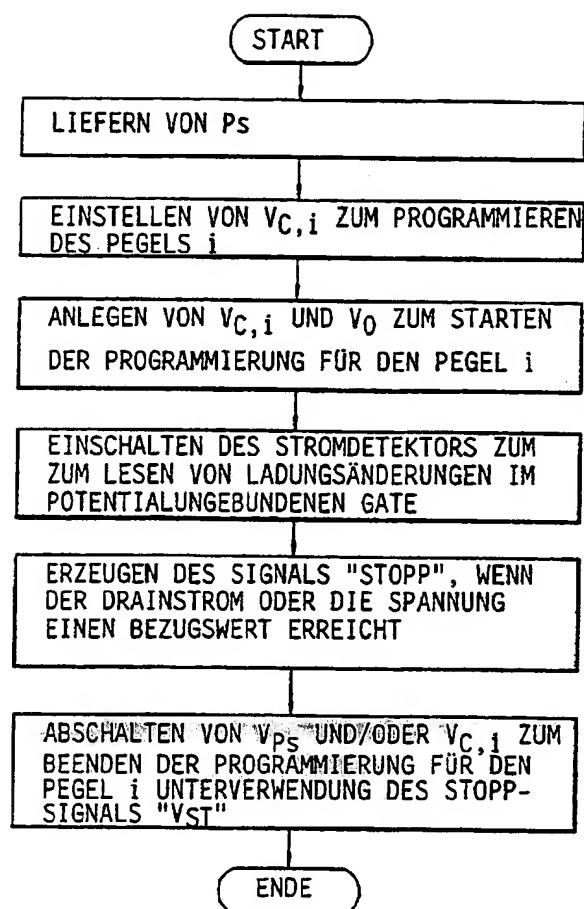 START
LIEFERN VON Ps
EINSTELLEN VON VC,i ZUM PROGRAMMIEREN
DES PEGELS i
ANLEGEN VON VC,i UND VO ZUM STARTEN
DER PROGRAMMIERUNG FÜR DEN PEGEL i
EINSCHALTEN DES STROMDETEKTORS ZUM
ZUM LESEN VON LADUNGSÄNDERUNGEN IM
POTENTIALUNGEBUNDENEN GATE
ERZEUGEN DES SIGNALS "STOPP", WENN
DER DRAINSTROM ODER DIE SPANNUNG
EINEN BEZUGSWERT ERREICHT
ABSCHALTEN VON VPS UND/ODER VC,i ZUM
BEENDEN DER PROGRAMMIERUNG FÜR DEN
PEGEL i UNTERVERWENDUNG DES STOPP-
SIGNALS "VST"
ENDE